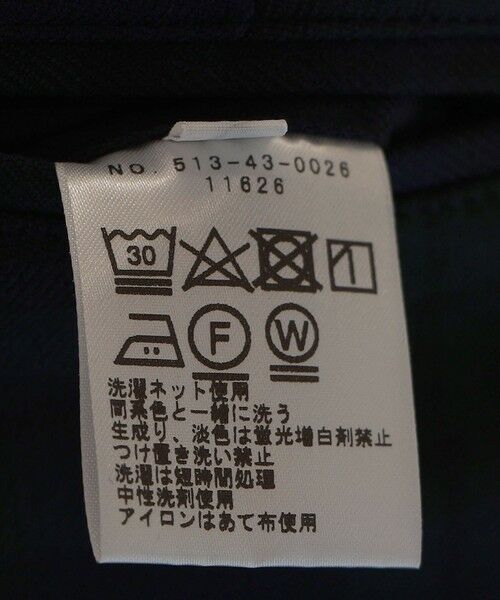 NO. 513-43-0026
11626
30
F W
洗濯ネット使用
同系色と一緒に洗う
生成り、淡色は蛍光増白剤禁止
つけ置き洗い禁止
洗濯は短時間処理
中性洗剤使用
アイロンはあて布使用